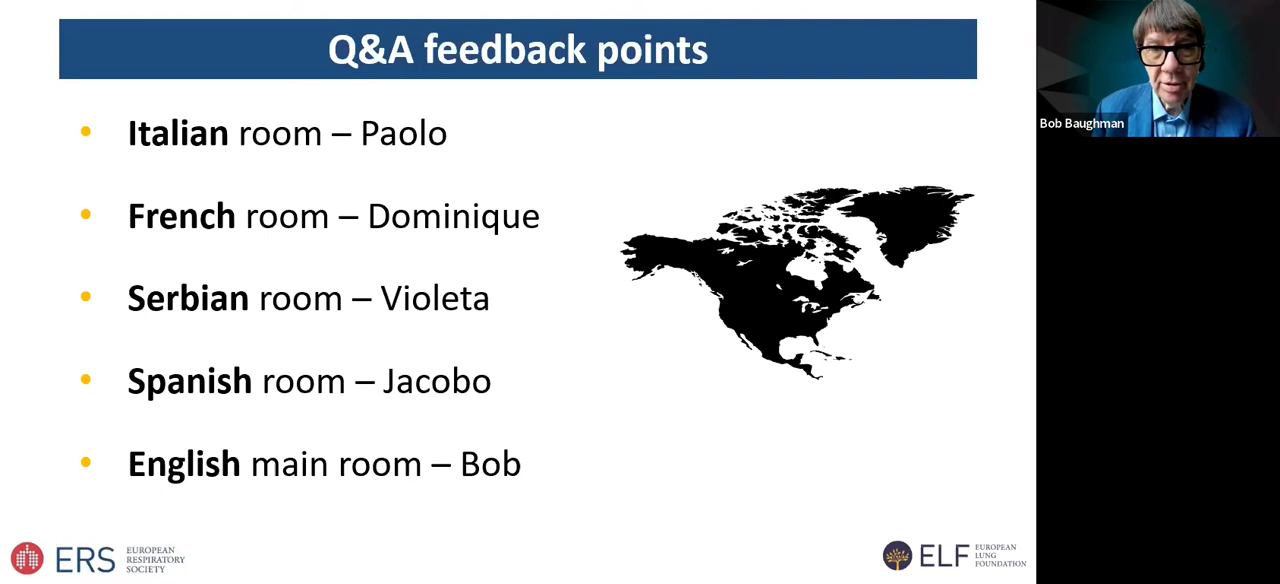 Q&A feedback points
• Italian room – Paolo
• French room – Dominique
• Serbian room – Violeta
• Spanish room – Jacobo
• English main room – Bob
ERS EUROPEAN
RESPIRATORY
SOCIETY
ELF EUROPEAN
LUNG
FOUNDATION
Bob Baughman